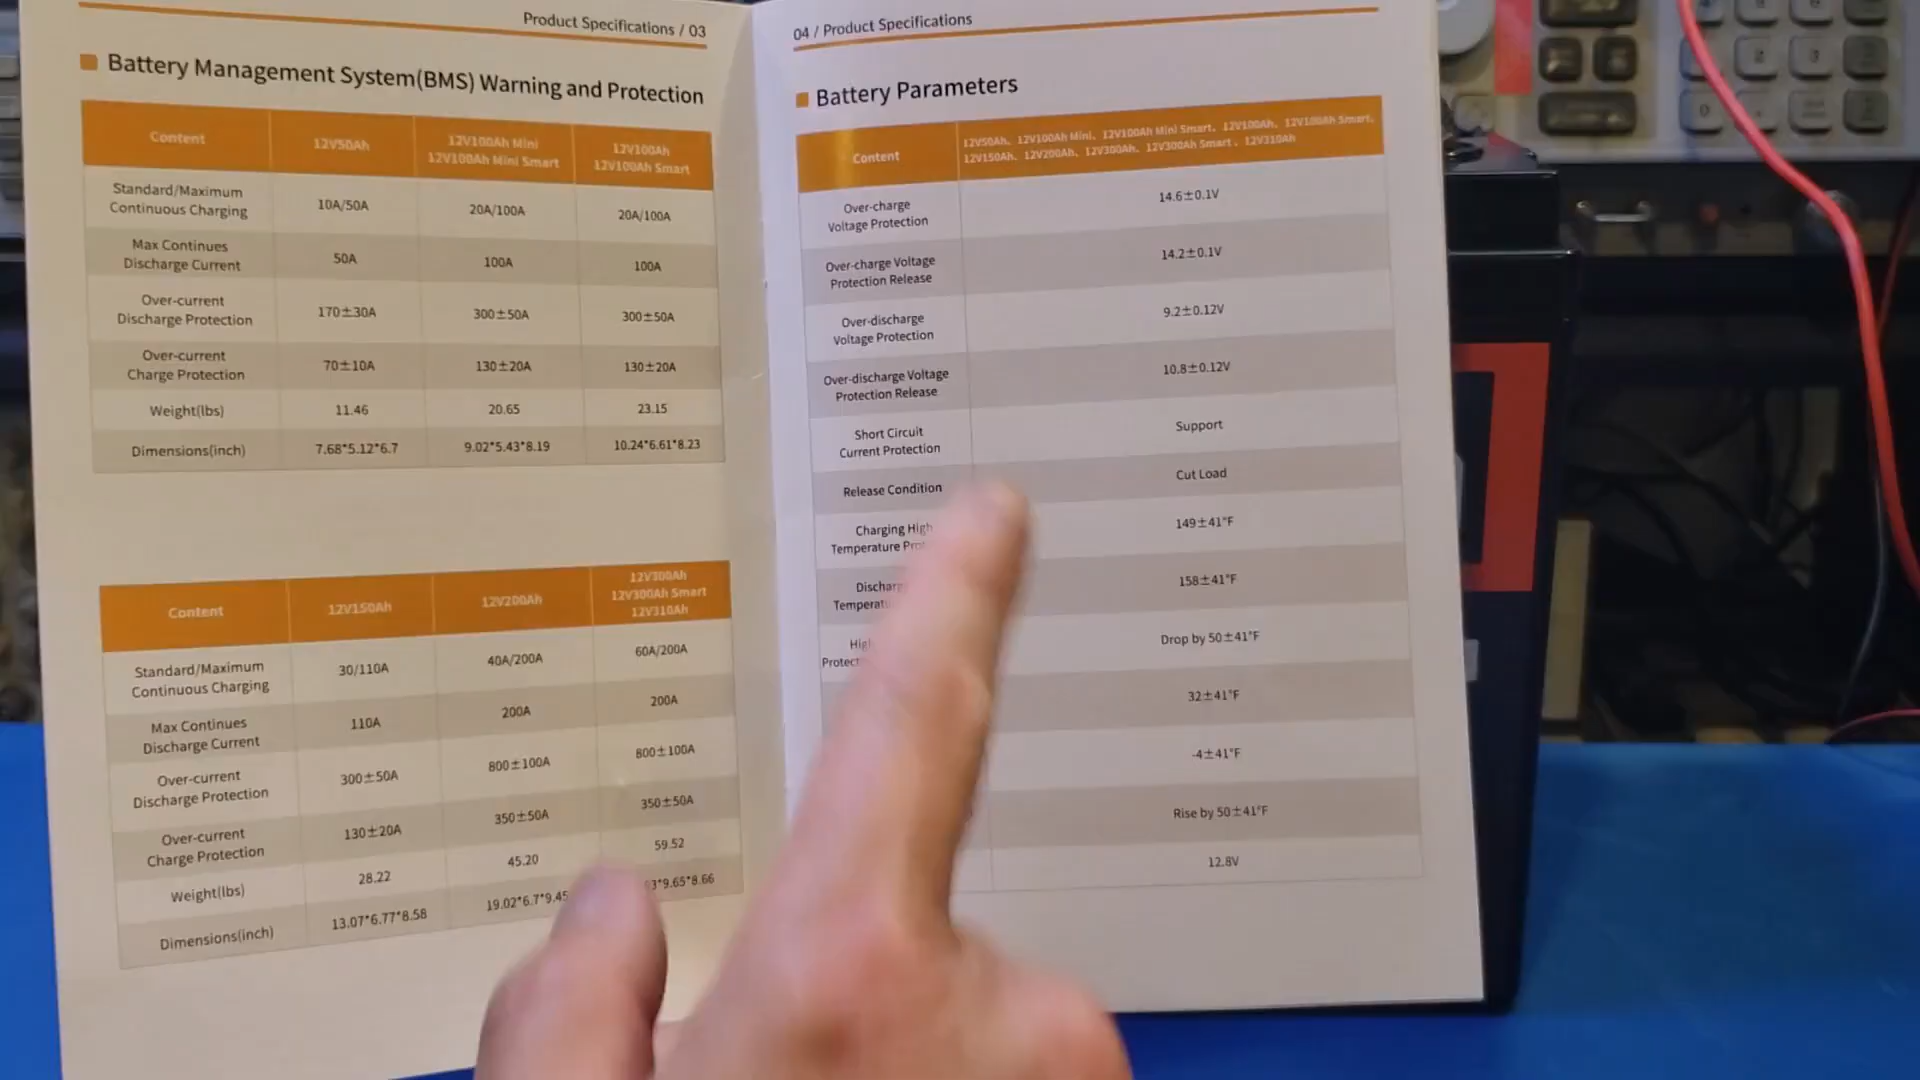 Product Specifications / 03
Battery Management System(BMS) Warning and Protection
Content
12V50Ah
12V100Ah Mini
12V100Ah Mini Smart
12V100Ah
12V100Ah Smart
Standard/Maximum
Continuous Charging
10A/50A
20A/100A
20A/100A
Max Continues
Discharge Current
50A
100A
100A
Over-current
Discharge Protection
170±30A
300±50A
300±50A
Over-current
Charge Protection
70±10A
130±20A
130±20A
Weight(lbs)
11.46
20.65
23.15
Dimensions(inch)
7.68*5.12*6.7
9.02*5.43*8.19
10.24*6.61*8.23
Content
12V150Ah
12V200Ah
12V300Ah
12V300Ah Smart
12V310Ah
Standard/Maximum
Continuous Charging
30/110A
40A/200A
60A/200A
Max Continues
Discharge Current
110A
200A
200A
Over-current
Discharge Protection
300±50A
800±100A
800±100A
Over-current
Charge Protection
130±20A
350±50A
350±50A
Weight(lbs)
28.22
45.20
59.52
Dimensions(inch)
13.07*6.77*8.58
19.02*6.7*9.45
3*9.65*8.66
04 / Product Specifications
Battery Parameters
Content
12V50Ah、12V100Ah Mini、12V100Ah Mini Smart、12V100Ah、12V100Ah Smart、
12V150Ah、12V200Ah、12V300Ah、12V300Ah Smart 、12V310Ah
Over-charge
Voltage Protection
14.6±0.1V
Over-charge Voltage
Protection Release
14.2±0.1V
Over-discharge
Voltage Protection
9.2±0.12V
Over-discharge Voltage
Protection Release
10.8±0.12V
Short Circuit
Current Protection
Support
Release Condition
Cut Load
Charging High
Temperature
149±41°F
158±41°F
Drop by 50±41°F
32±41°F
-4±41°F
Rise by 50±41°F
12.8V